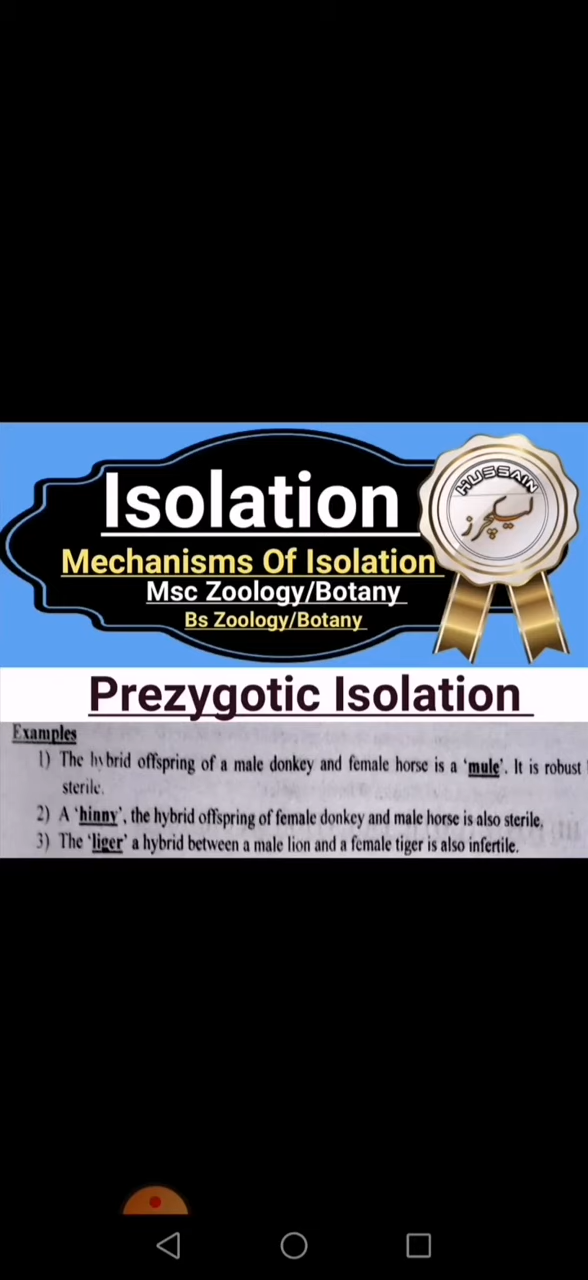 Isolation
Mechanisms Of Isolation
Msc Zoology/Botany
Bs Zoology/Botany
HUSSAIN
لیکچرز
Prezygotic Isolation
Examples
1) The hybrid offspring of a male donkey and female horse is a 'mule'. It is robust
sterile.
2) A 'hinny', the hybrid offspring of female donkey and male horse is also sterile.
3) The 'liger' a hybrid between a male lion and a female tiger is also infertile.